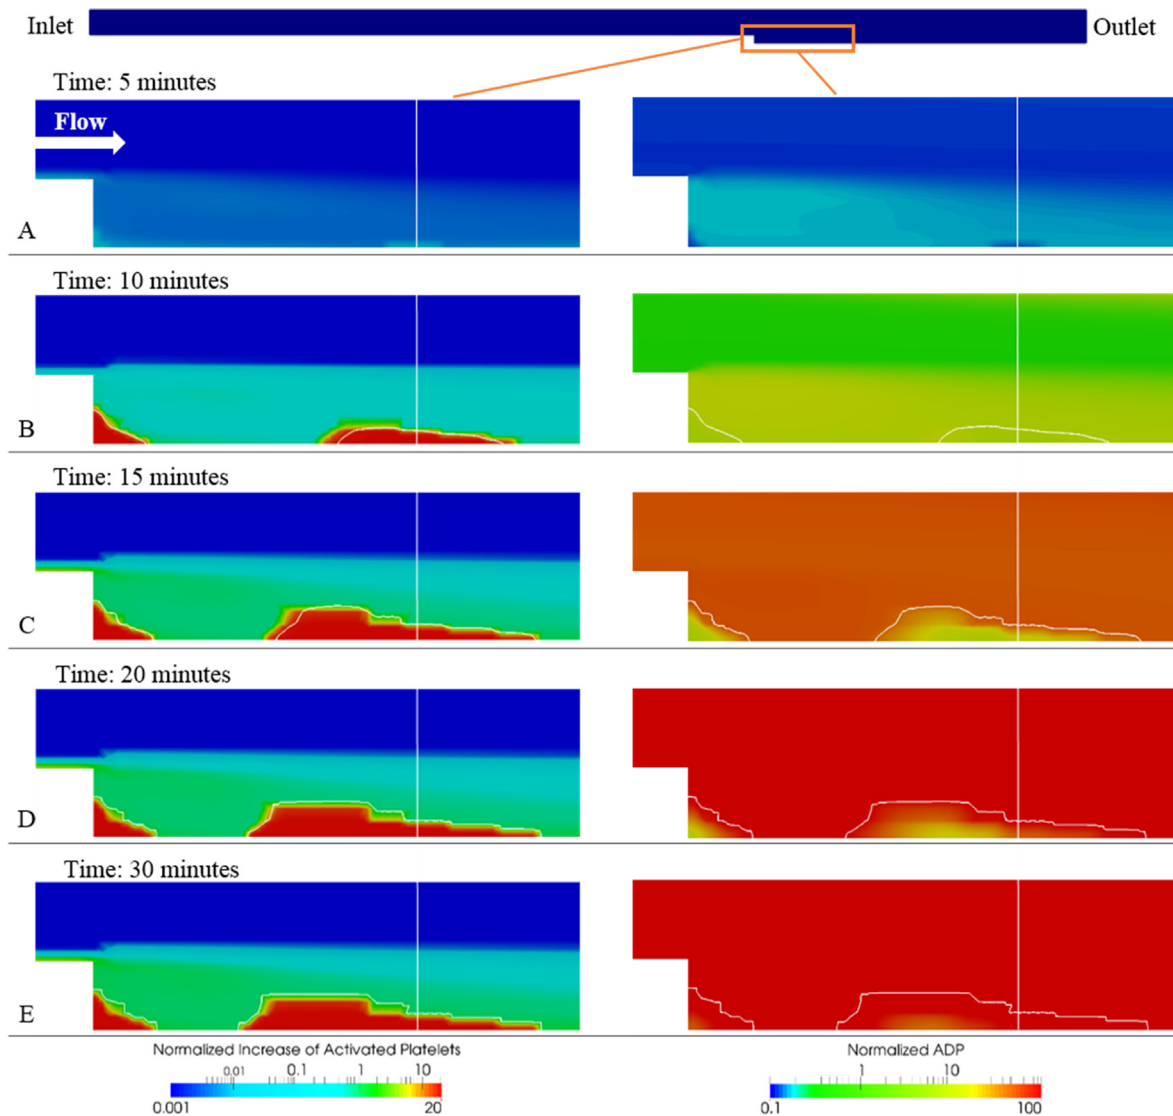 Inlet
Outlet
Time: 5 minutes
Flow
A
Time: 10 minutes
B
Time: 15 minutes
C
Time: 20 minutes
D
Time: 30 minutes
E
Normalized Increase of Activated Platelets
0.01 0.1 1 10
0.001 20
Normalized ADP
1 10
0.1 100